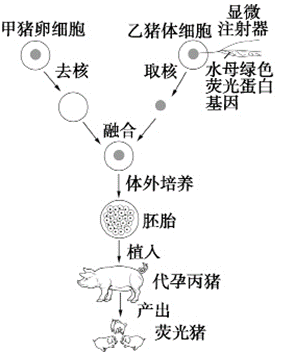 甲猪卵细胞
乙猪体细胞
显微
注射器
去核
取核
水母绿色
荧光蛋白
基因
融合
体外培养
胚胎
植入
代孕丙猪
产出
荧光猪